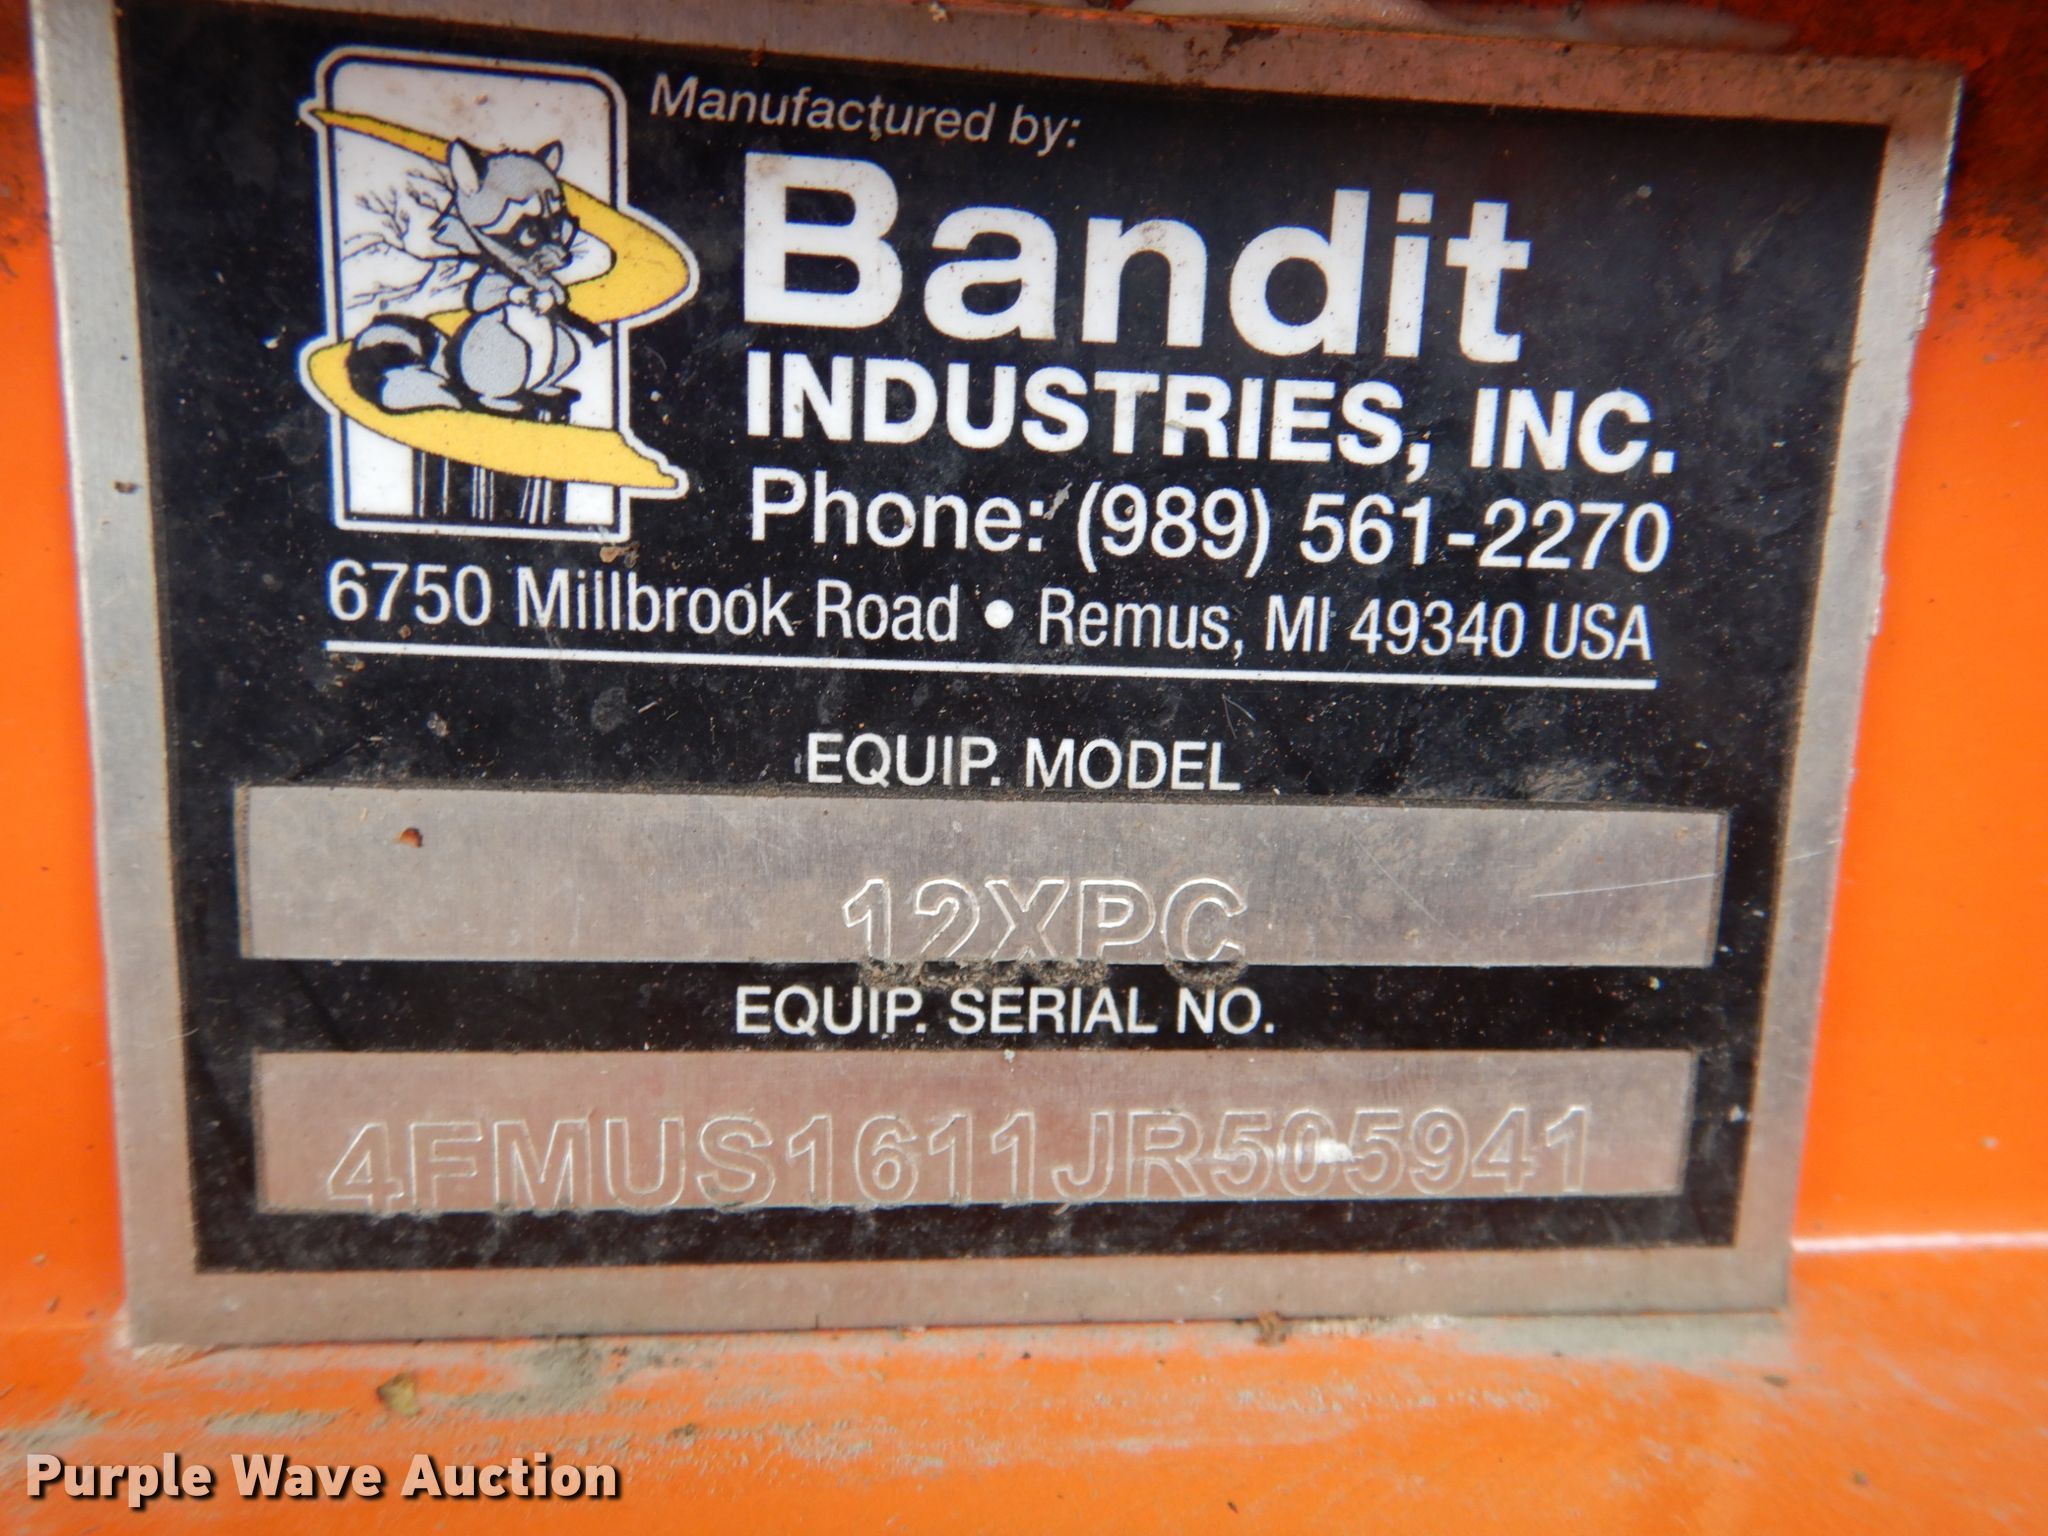 Manufactured by:
Bandit
INDUSTRIES, INC.
Phone: (989) 561-2270
6750 Millbrook Road • Remus, MI 49340 USA
EQUIP. MODEL
12XPC
EQUIP. SERIAL NO.
4FMUS1611JR505941
Purple Wave Auction